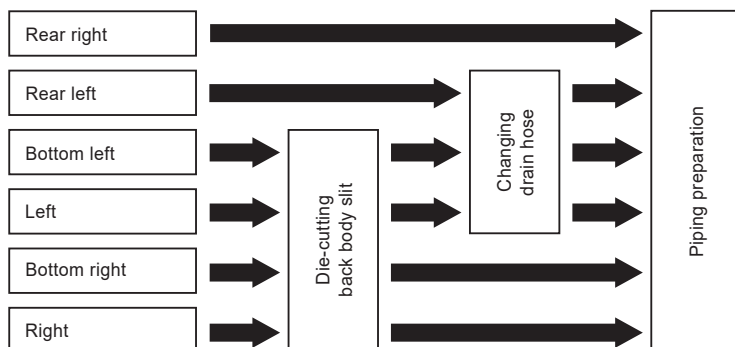 Rear right
Rear left
Bottom left
Left
Bottom right
Right
Die-cutting
back body slit
Changing
drain hose
Piping preparation